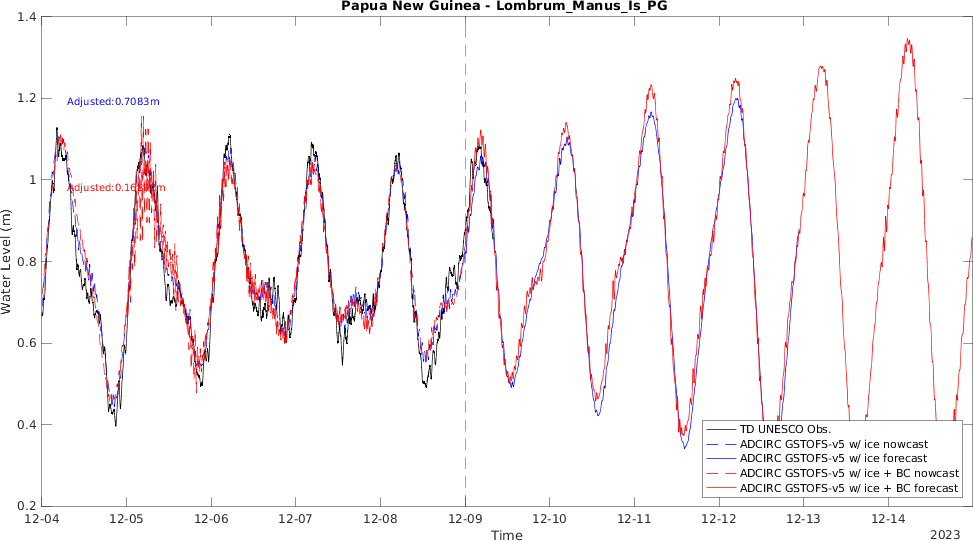 Papua New Guinea - Lombrum_Manus_Is_PG
1.4
1.2
1
0.8
0.6
0.4
0.2
Water Level (m)
Adjusted:0.7083m
TD UNESCO Obs.
ADCIRC GSTOFS-v5 w/ ice nowcast
ADCIRC GSTOFS-v5 w/ ice forecast
ADCIRC GSTOFS-v5 w/ ice + BC nowcast
ADCIRC GSTOFS-v5 w/ ice + BC forecast
12-04 12-05 12-06 12-07 12-08 12-09 12-10 12-11 12-12 12-13 12-14
Time
2023